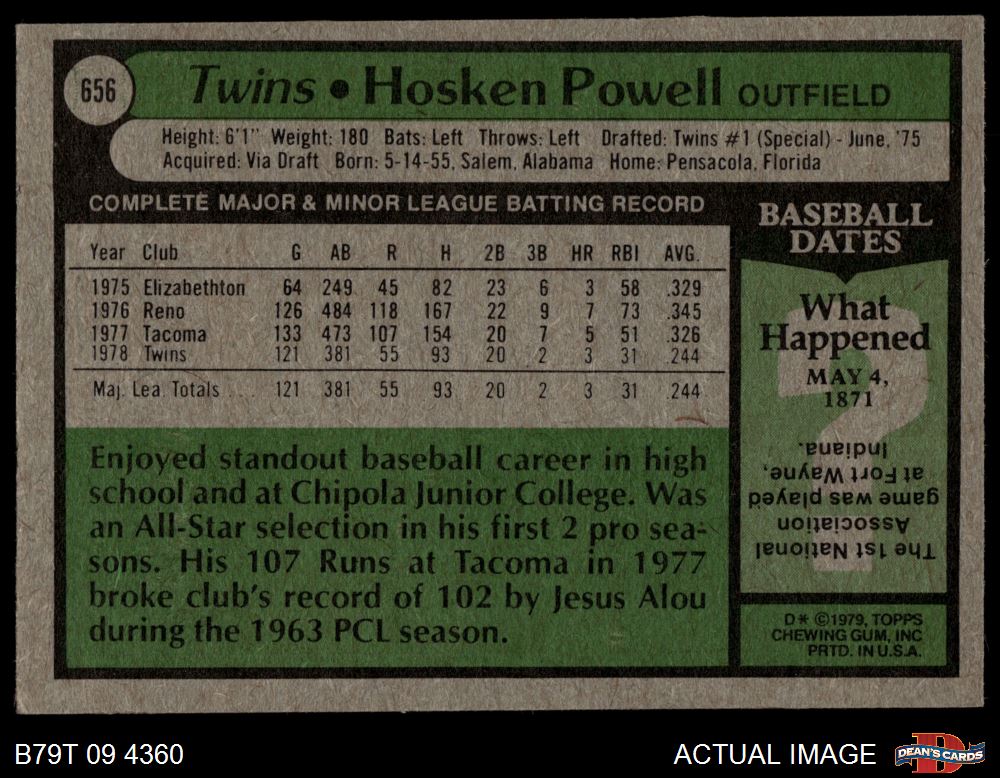 656
Twins • Hosken Powell OUTFIELD
Height: 6'1" Weight: 180 Bats: Left Throws: Left Drafted: Twins #1 (Special) - June, '75
Acquired: Via Draft Born: 5-14-55, Salem, Alabama Home: Pensacola, Florida
COMPLETE MAJOR & MINOR LEAGUE BATTING RECORD
Year Club G AB R H 2B 3B HR RBI AVG.
1975 Elizabethton 64 249 45 82 23 6 3 58 .329
1976 Reno 126 484 118 167 22 9 7 73 .345
1977 Tacoma 133 473 107 154 20 7 5 51 .326
1978 Twins 121 381 55 93 20 2 3 31 .244
Maj. Lea. Totals .... 121 381 55 93 20 2 3 31 .244
Enjoyed standout baseball career in high
school and at Chipola Junior College. Was
an All-Star selection in his first 2 pro sea-
sons. His 107 Runs at Tacoma in 1977
broke club's record of 102 by Jesus Alou
during the 1963 PCL season.
BASEBALL
DATES
What
Happened
MAY 4,
1871
?
The 1st National
Association
game was played
at Fort Wayne,
Indiana.
D* ©1979, TOPPS
CHEWING GUM, INC
PRTD. IN U.S.A.
B79T 09 4360
ACTUAL IMAGE
D
DEAN'S CARDS